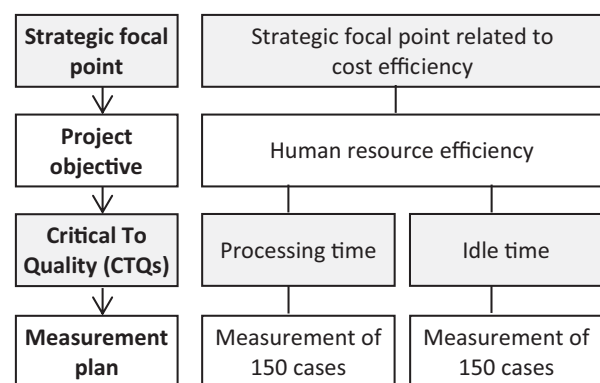 Strategic focal
point
Strategic focal point related to
cost efficiency
Project
objective
Human resource efficiency
Critical To
Quality (CTQs)
Processing time
Idle time
Measurement
plan
Measurement of
150 cases
Measurement of
150 cases